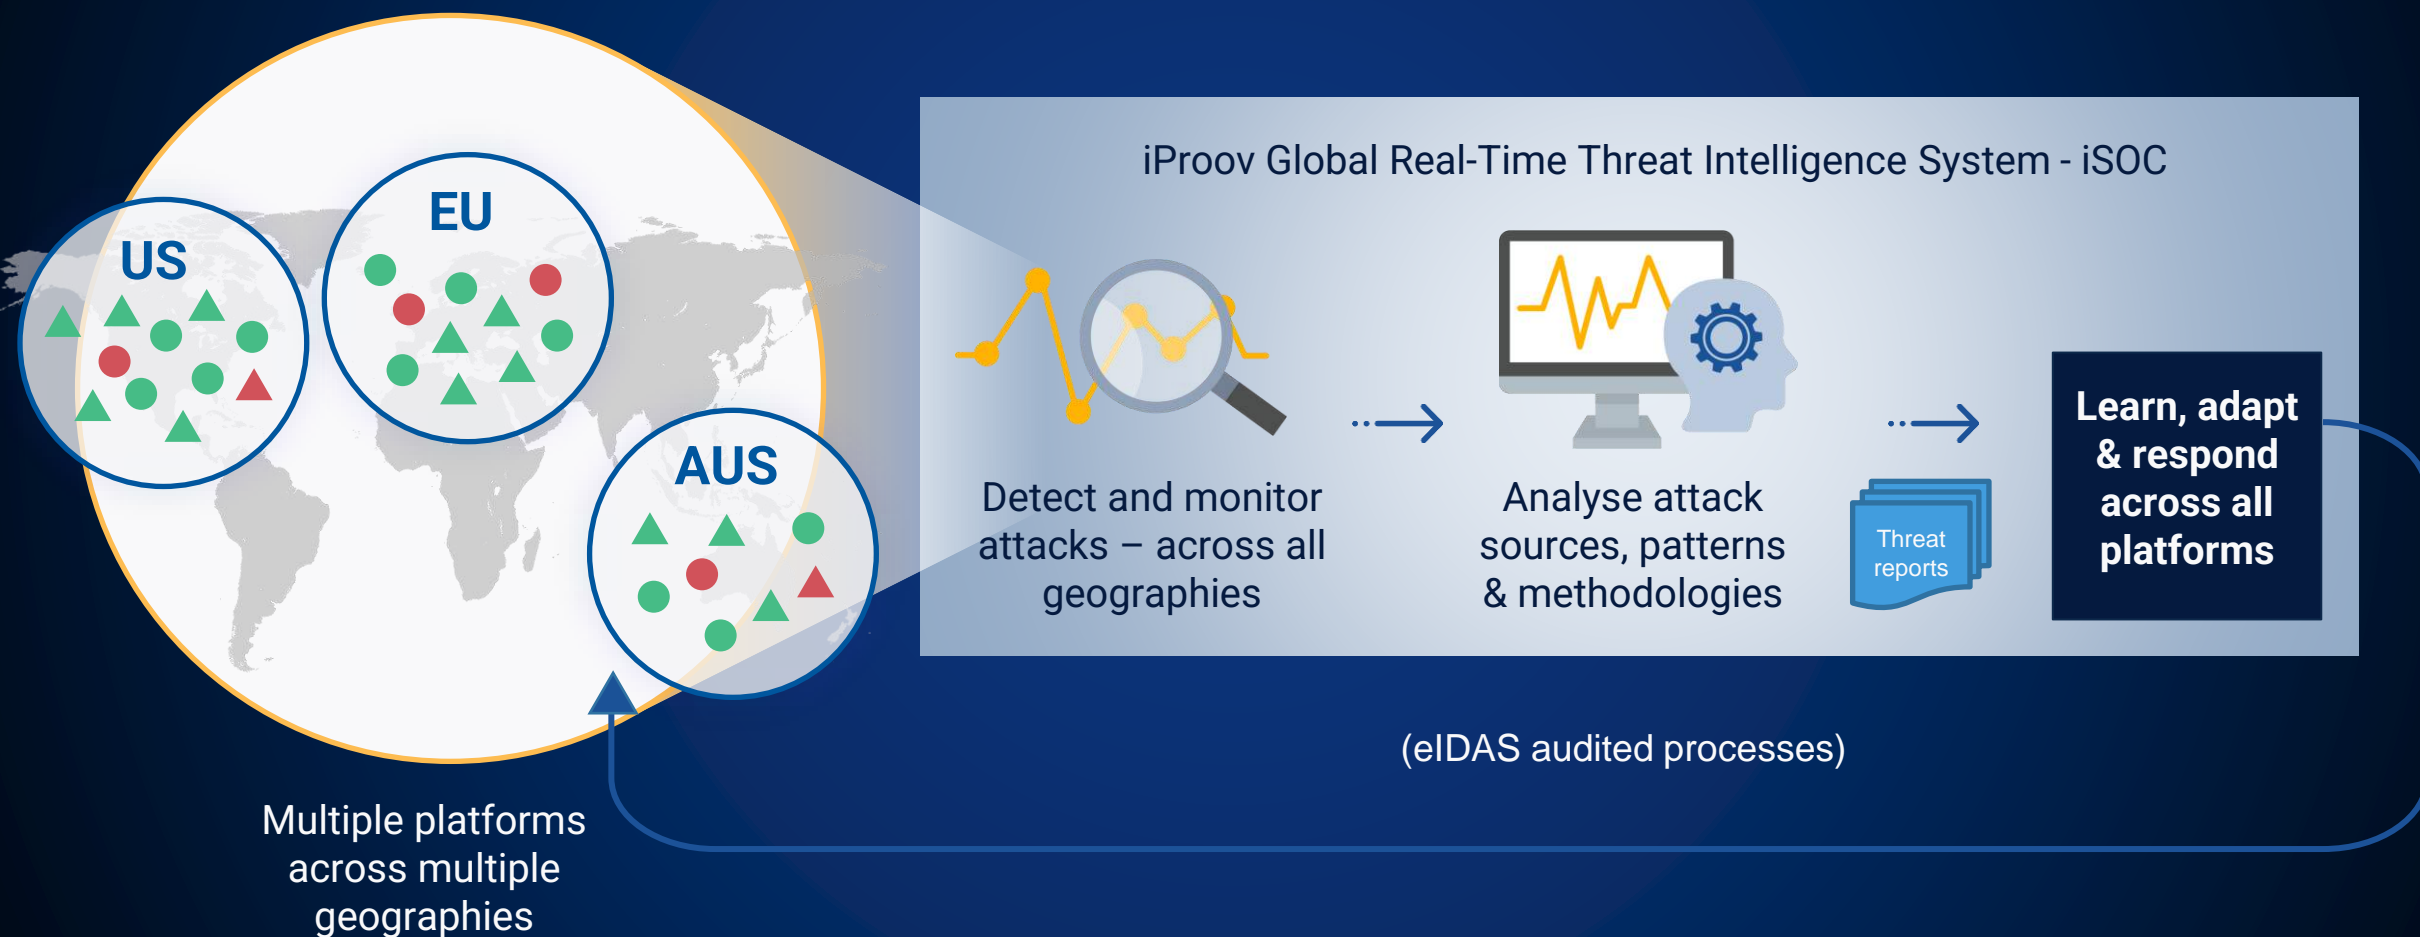 US
EU
AUS
Multiple platforms
across multiple
geographies
iProov Global Real-Time Threat Intelligence System - iSOC
Detect and monitor
attacks – across all
geographies
Analyse attack
sources, patterns
& methodologies
Threat
reports
Learn, adapt
& respond
across all
platforms
(eIDAS audited processes)